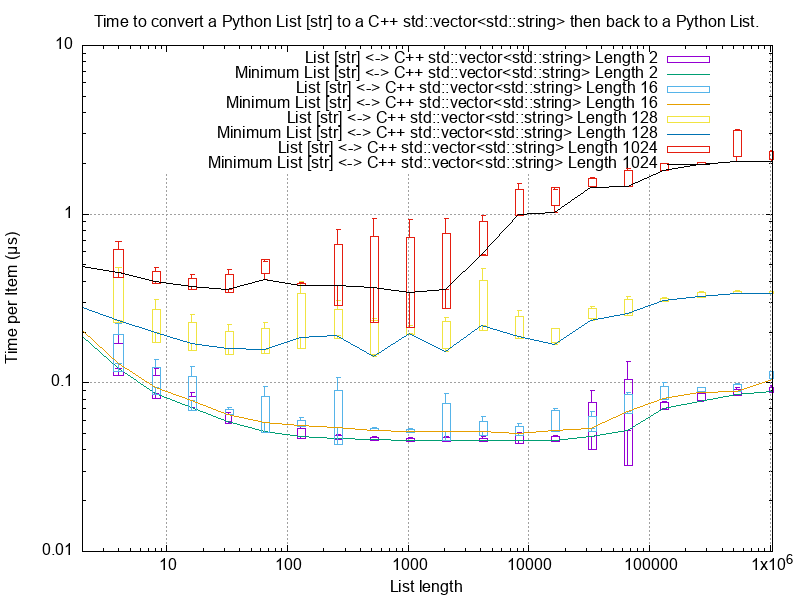 Time to convert a Python List [str] to a C++ std::vector<std::string> then back to a Python List.
10
List [str] <-> C++ std::vector<std::string> Length 2
Minimum List [str] <-> C++ std::vector<std::string> Length 2
List [str] <-> C++ std::vector<std::string> Length 16
Minimum List [str] <-> C++ std::vector<std::string> Length 16
List [str] <-> C++ std::vector<std::string> Length 128
Minimum List [str] <-> C++ std::vector<std::string> Length 128
List [str] <-> C++ std::vector<std::string> Length 1024
Minimum List [str] <-> C++ std::vector<std::string> Length 1024
1
Time per Item (µs)
0.1
0.01
10 100 1000 10000 100000 1x10⁶
List length